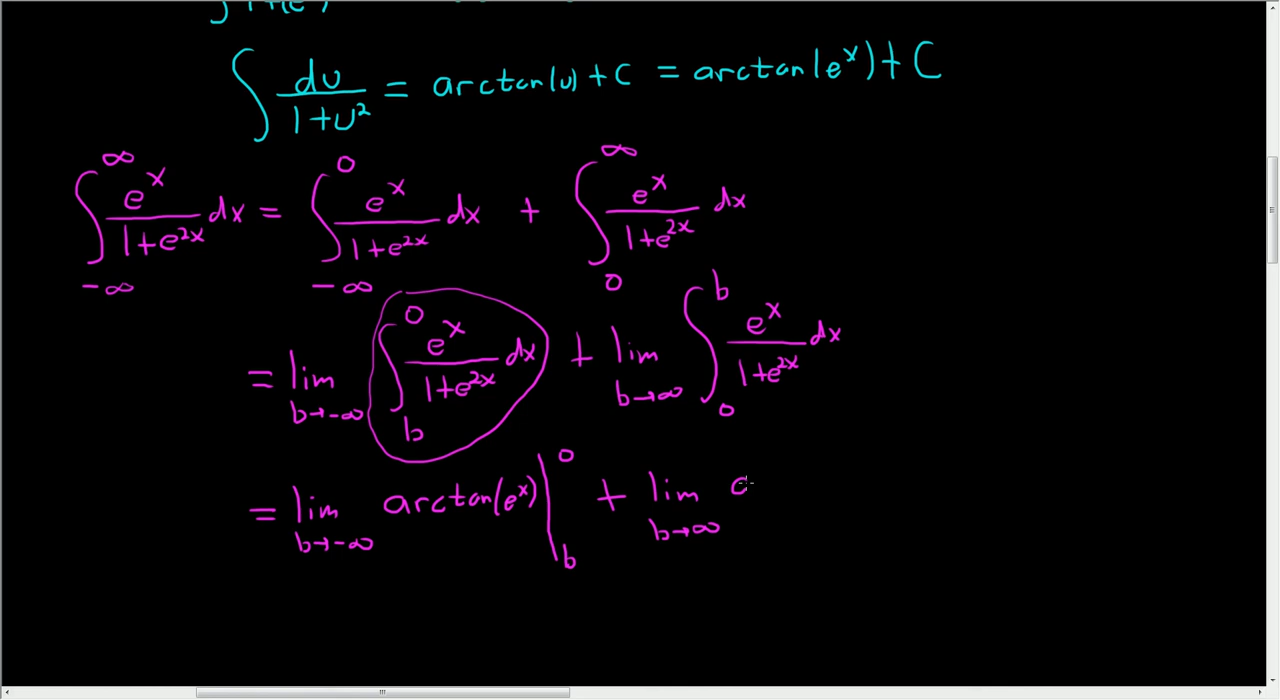 ∫ du/(1+u²) = arctan(u) + C = arctan(eˣ) + C
∫_{-∞}^{∞} eˣ/(1+e²ˣ) dx = ∫_{-∞}^{0} eˣ/(1+e²ˣ) dx + ∫_{0}^{∞} eˣ/(1+e²ˣ) dx
= lim_{b→-∞} ∫_{b}^{0} eˣ/(1+e²ˣ) dx + lim_{b→∞} ∫_{0}^{b} eˣ/(1+e²ˣ) dx
= lim_{b→-∞} arctan(eˣ) |_{b}^{0} + lim_{b→∞}